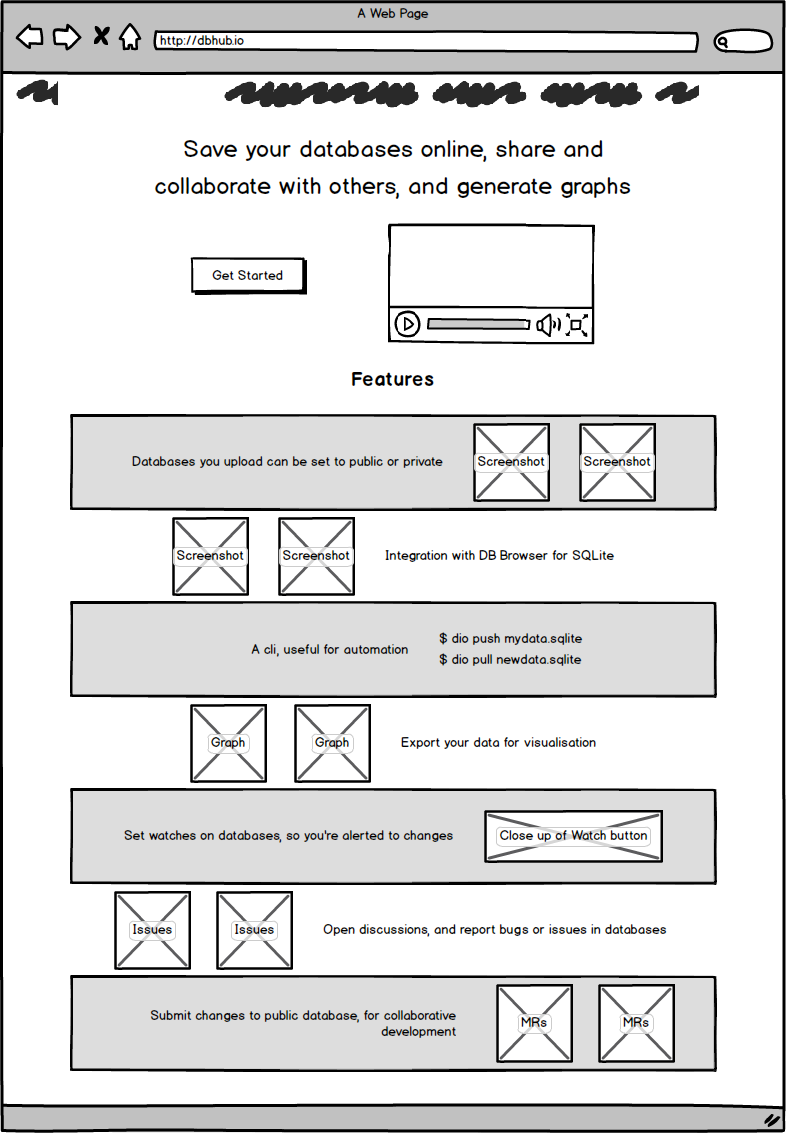 A Web Page
http://dbhub.io
Save your databases online, share and
collaborate with others, and generate graphs
Get Started
Features
Databases you upload can be set to public or private
Screenshot
Screenshot
Screenshot
Screenshot
Integration with DB Browser for SQLite
A cli, useful for automation
$ dio push mydata.sqlite
$ dio pull newdata.sqlite
Graph
Graph
Export your data for visualisation
Set watches on databases, so you're alerted to changes
Close up of Watch button
Issues
Issues
Open discussions, and report bugs or issues in databases
Submit changes to public database, for collaborative
development
MRs
MRs